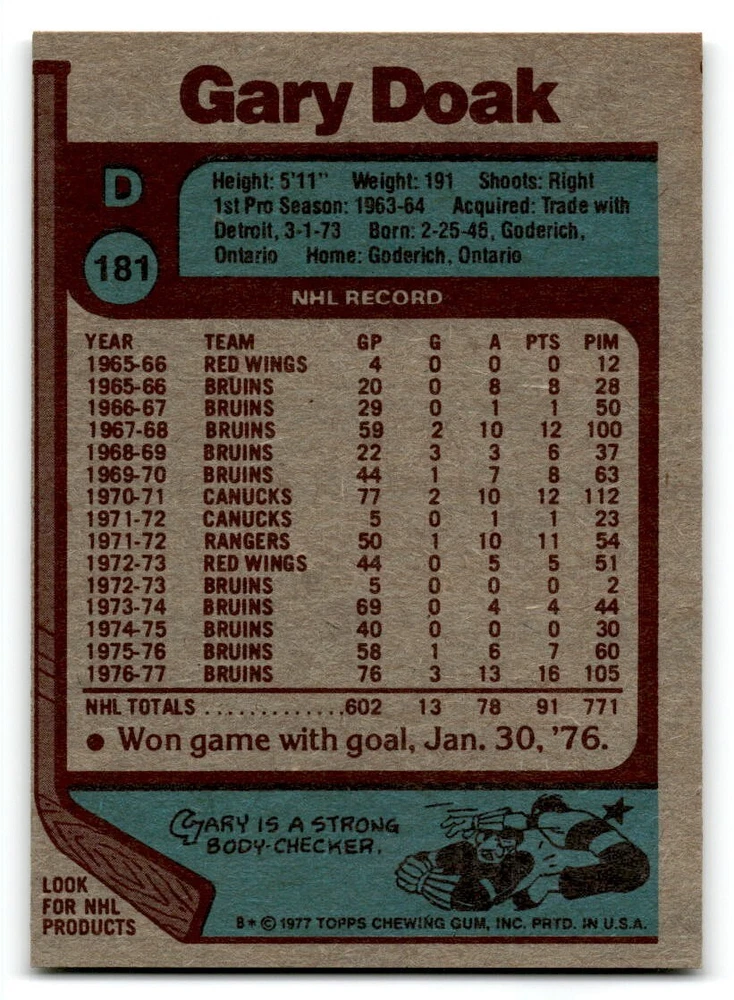 Gary Doak
D
181
Height: 5'11" Weight: 191 Shoots: Right
1st Pro Season: 1963-64 Acquired: Trade with
Detroit, 3-1-73 Born: 2-25-46, Goderich,
Ontario Home: Goderich, Ontario
NHL RECORD
YEAR TEAM GP G A PTS PIM
1965-66 RED WINGS 4 0 0 0 12
1965-66 BRUINS 20 0 8 8 28
1966-67 BRUINS 29 0 1 1 50
1967-68 BRUINS 59 2 10 12 100
1968-69 BRUINS 22 3 3 6 37
1969-70 BRUINS 44 1 7 8 63
1970-71 CANUCKS 77 2 10 12 112
1971-72 CANUCKS 5 0 1 1 23
1971-72 RANGERS 50 1 10 11 54
1972-73 RED WINGS 44 0 5 5 51
1972-73 BRUINS 5 0 0 0 2
1973-74 BRUINS 69 0 4 4 44
1974-75 BRUINS 40 0 0 0 30
1975-76 BRUINS 58 1 6 7 60
1976-77 BRUINS 76 3 13 16 105
NHL TOTALS ............602 13 78 91 771
• Won game with goal, Jan. 30, '76.
GARY IS A STRONG
BODY-CHECKER.
LOOK
FOR NHL
PRODUCTS
B* © 1977 TOPPS CHEWING GUM, INC. PRTD. IN U.S.A.